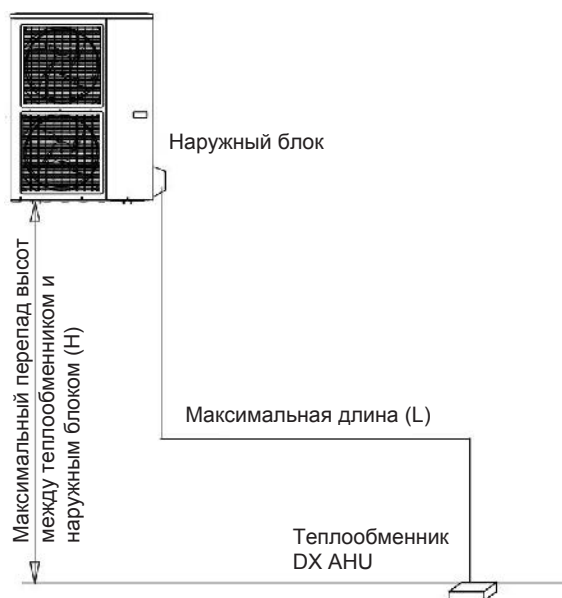 Наружный блок
Максимальный перепад высот
между теплообменником и
наружным блоком (H)
Максимальная длина (L)
Теплообменник
DX AHU